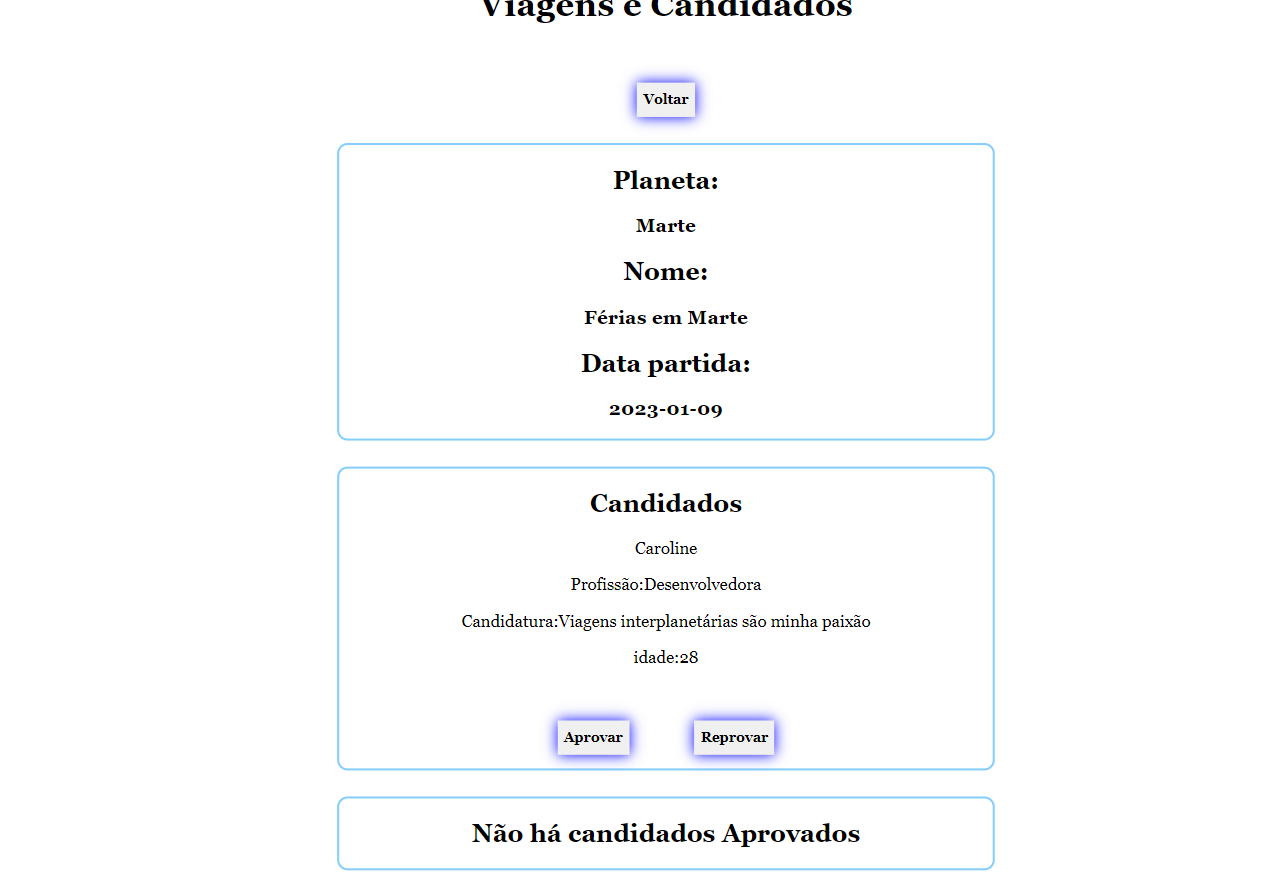 Viagens e Candidados
Voltar
Planeta:
Marte
Nome:
Férias em Marte
Data partida:
2023-01-09
Candidados
Caroline
Profissão:Desenvolvedora
Candidatura:Viagens interplanetárias são minha paixão
idade:28
Aprovar
Reprovar
Não há candidados Aprovados